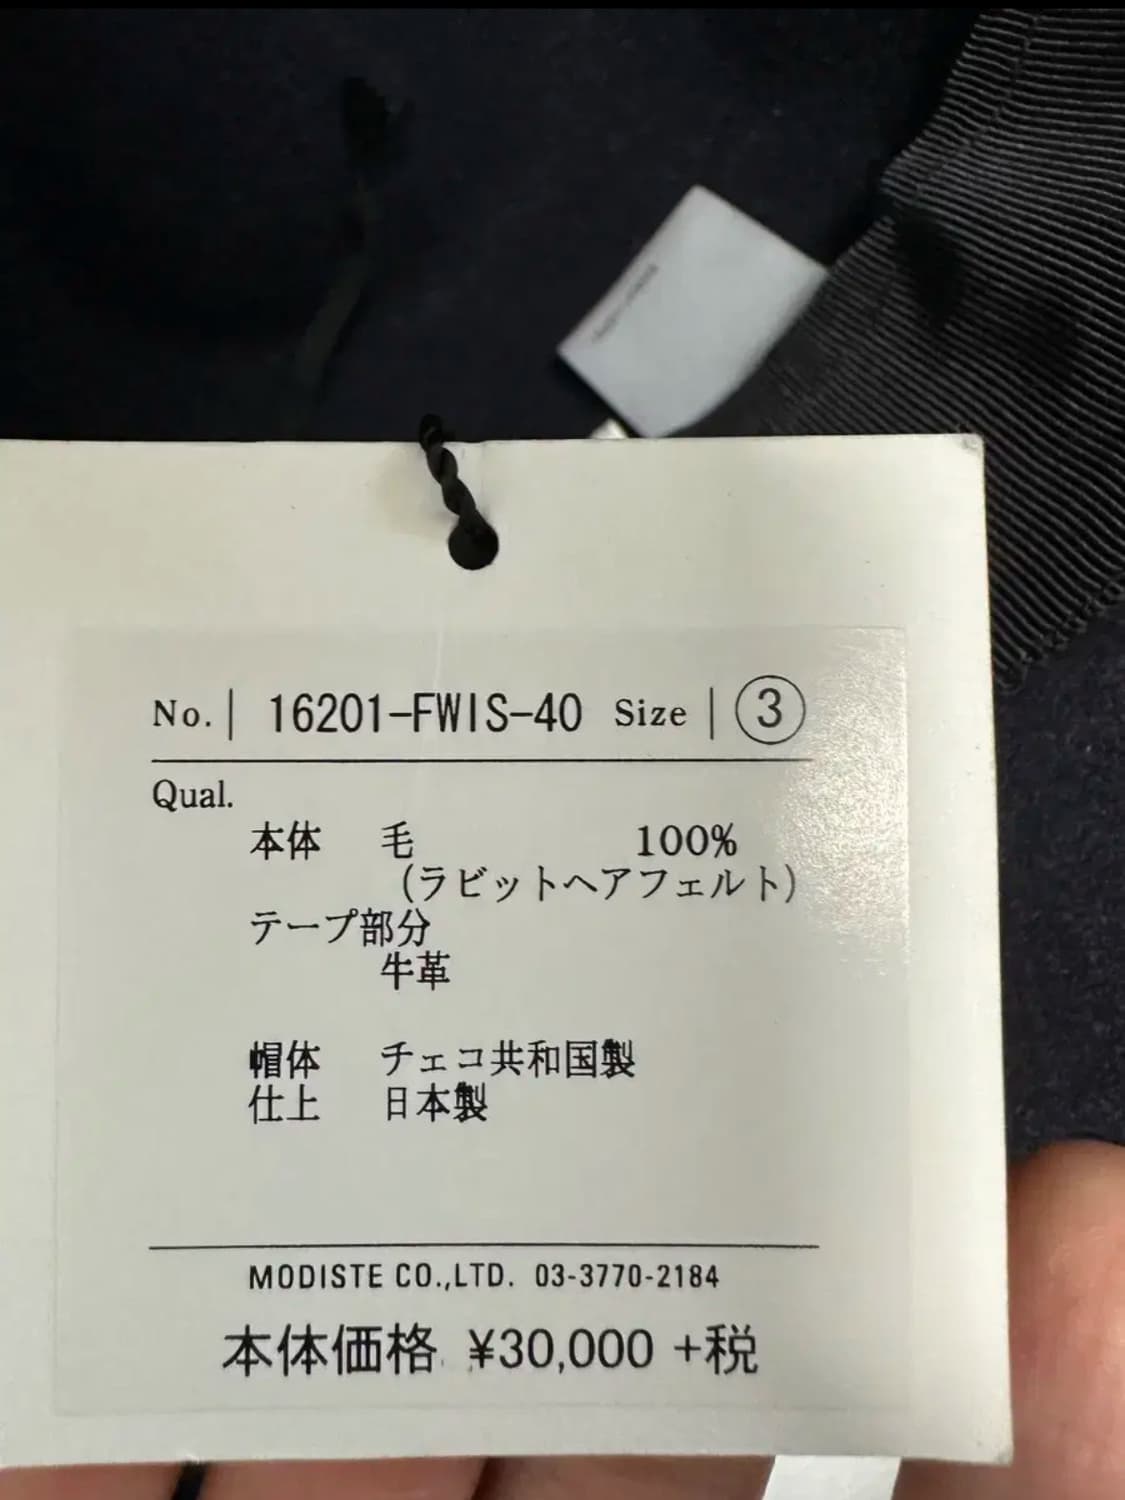 No. | 16201-FWIS-40 Size | ③
Qual.
本体 毛 100%
(ラビットヘアフェルト)
テープ部分
牛革
帽体 チェコ共和国製
仕上 日本製
MODISTE CO.,LTD. 03-3770-2184
本体価格 ¥30,000 +税